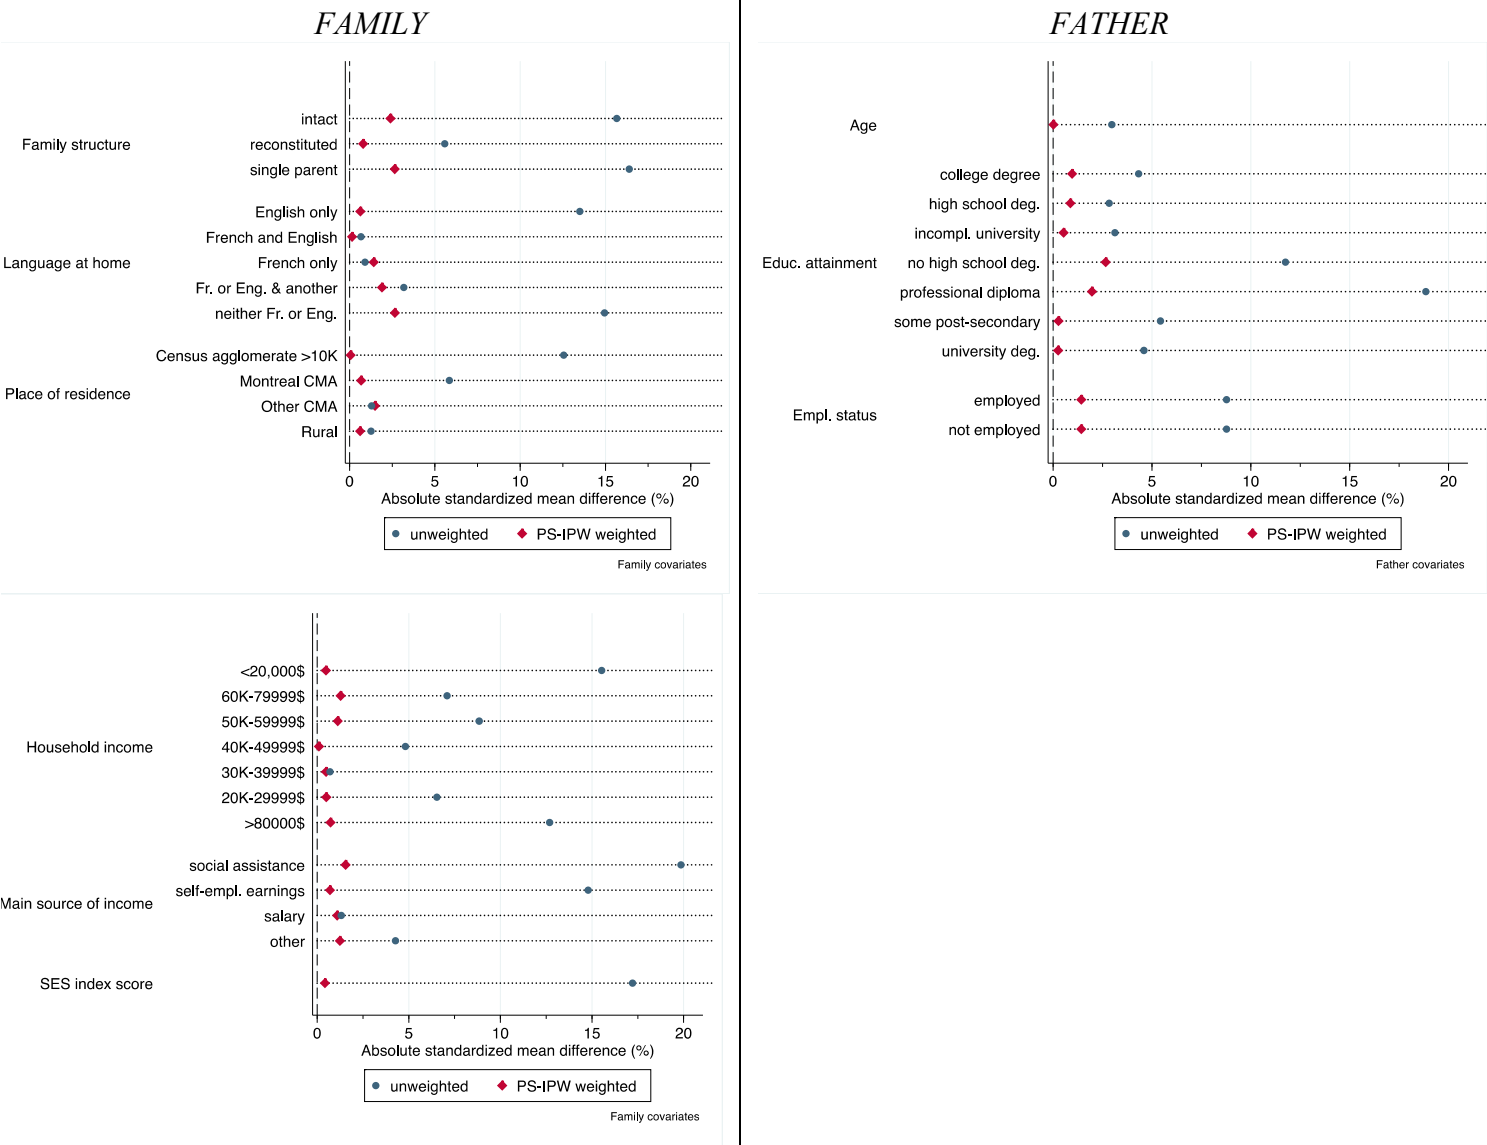 FAMILY
Family structure
intact
reconstituted
single parent
Language at home
English only
French and English
French only
Fr. or Eng. & another
neither Fr. or Eng.
Place of residence
Census agglomerate >10K
Montreal CMA
Other CMA
Rural
0 5 10 15 20
Absolute standardized mean difference (%)
unweighted PS-IPW weighted
Family covariates
Household income
<20,000$
60K-79999$
50K-59999$
40K-49999$
30K-39999$
20K-29999$
>80000$
Main source of income
social assistance
self-empl. earnings
salary
other
SES index score
0 5 10 15 20
Absolute standardized mean difference (%)
unweighted PS-IPW weighted
Family covariates
FATHER
Age
Educ. attainment
college degree
high school deg.
incompl. university
no high school deg.
professional diploma
some post-secondary
university deg.
Empl. status
employed
not employed
0 5 10 15 20
Absolute standardized mean difference (%)
unweighted PS-IPW weighted
Father covariates